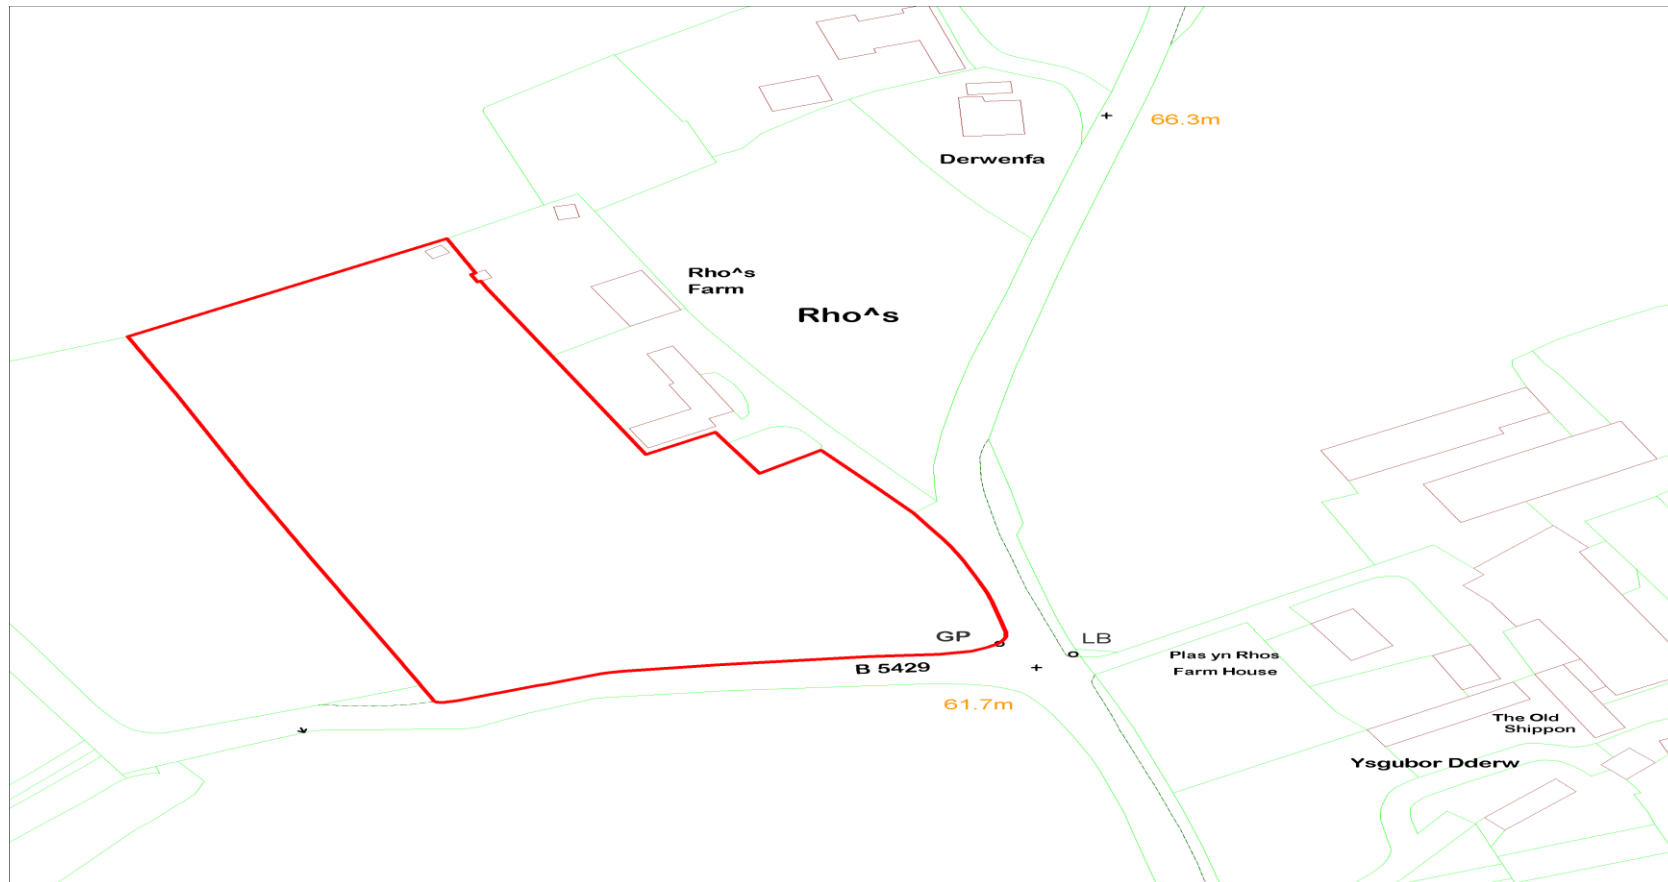 66.3m
Derwenfa
Rho^s
Farm
Rho^s
GP
LB
B 5429
Plas yn Rhos
Farm House
61.7m
The Old
Shippon
Ysgubor Dderw